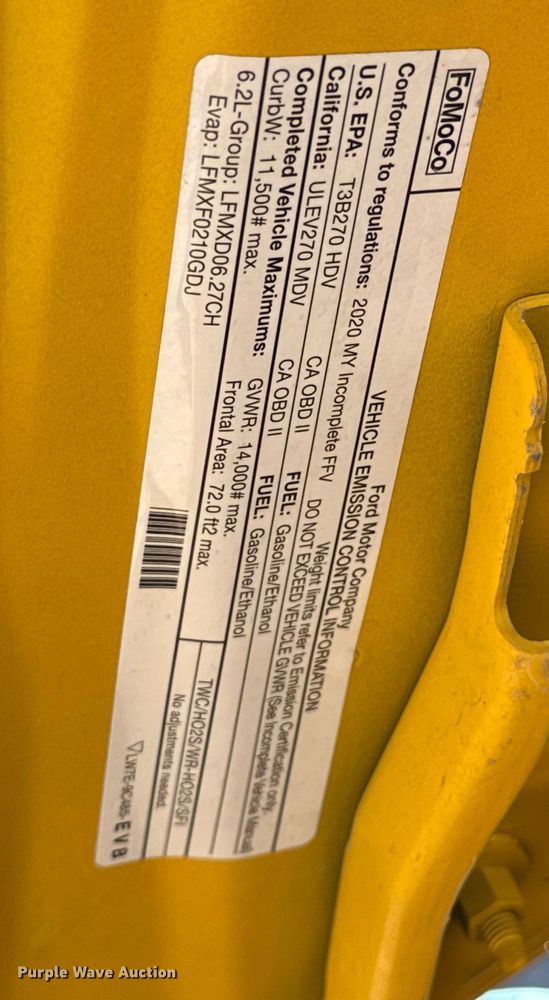 FoMoCo
Ford Motor Company
VEHICLE EMISSION CONTROL INFORMATION
Conforms to regulations: 2020 MY Incomplete FFV Weight limits refer to Emission Certification only.
DO NOT EXCEED VEHICLE GVWR (See Incomplete Vehicle Manual)
U.S. EPA: T3B270 HDV CA OBD II FUEL: Gasoline/Ethanol
California: ULEV270 MDV CA OBD II FUEL: Gasoline/Ethanol
Completed Vehicle Maximums: GVWR: 14,000# max.
CurbW: 11,500# max. Frontal Area: 72.0 ft2 max.
6.2L-Group: LFMXD06.27CH TWC/HO2S/WR-HO2S/SFI
Evap: LFMXF0210GDJ No adjustments needed.
LW7E-9C485- E V B
Purple Wave Auction